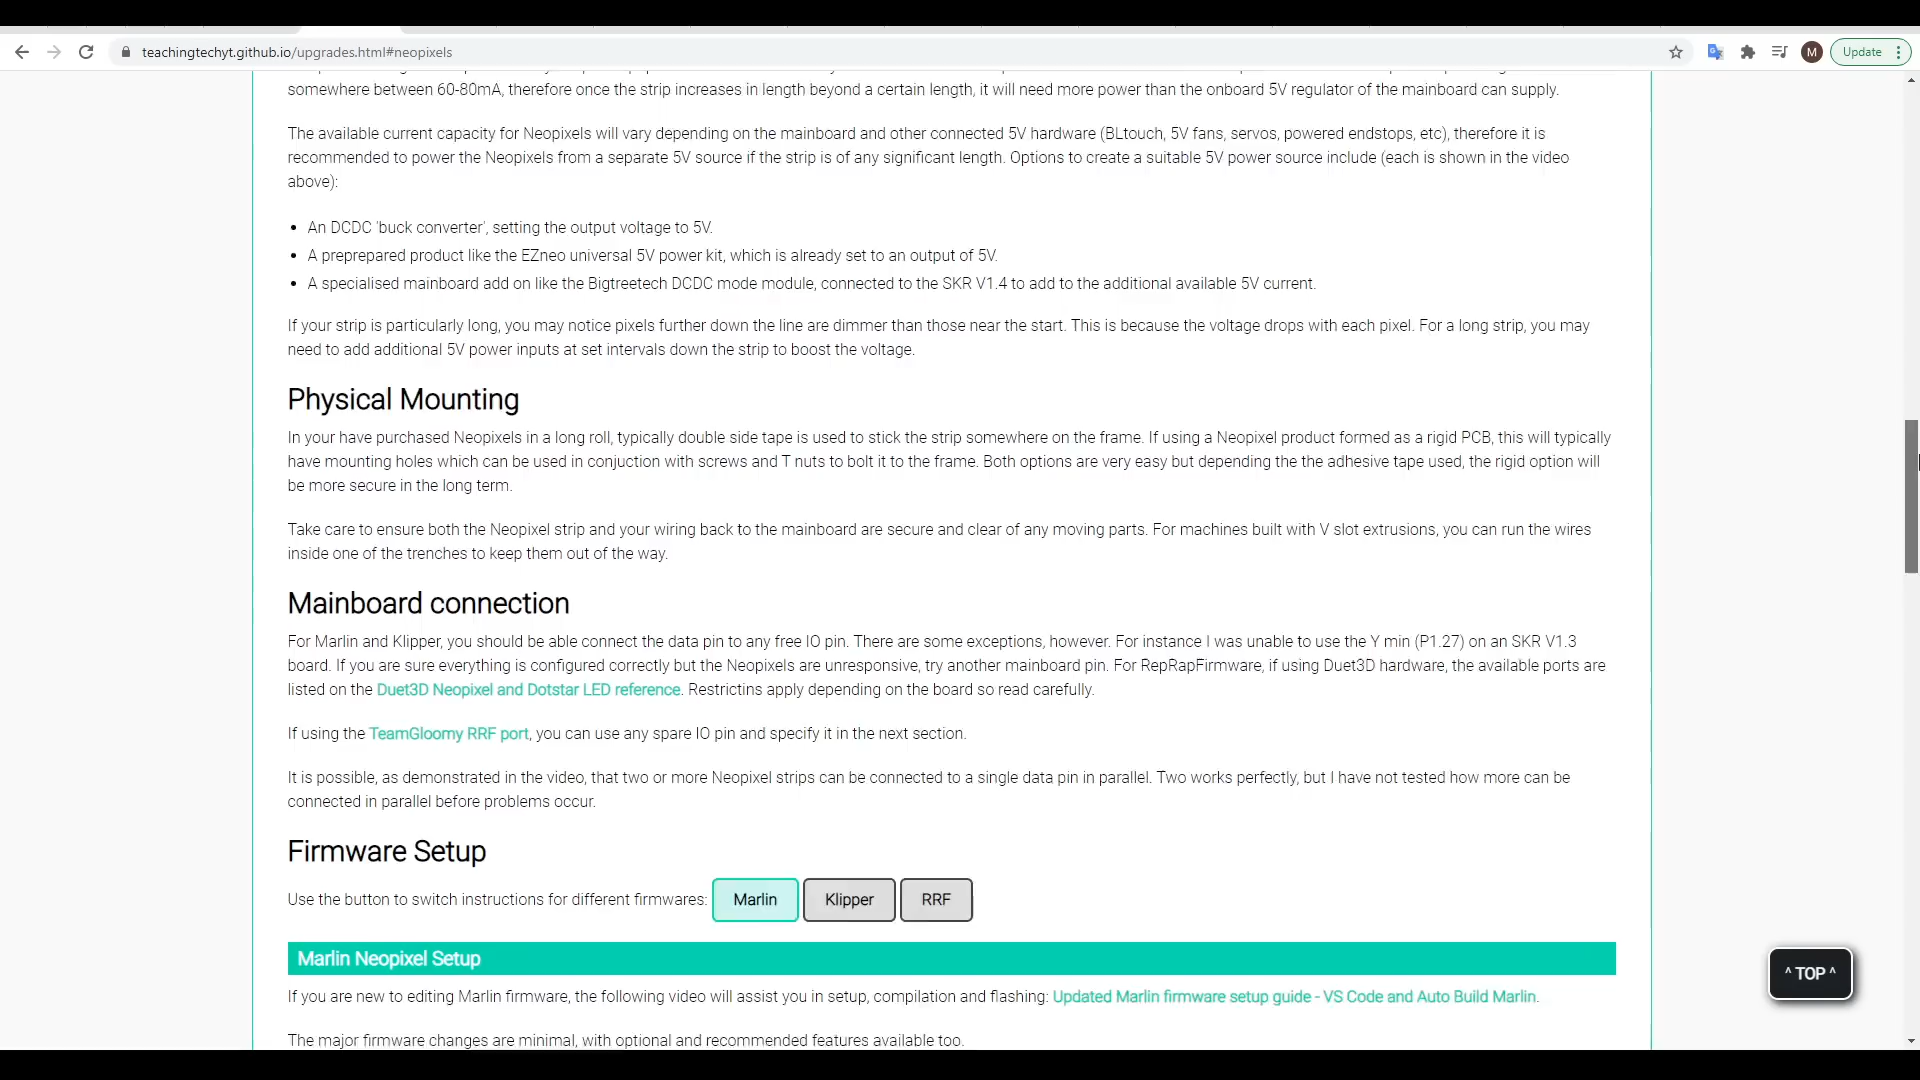 teachingtechyt.github.io/upgrades.html#neopixels
M
Update
somewhere between 60-80mA, therefore once the strip increases in length beyond a certain length, it will need more power than the onboard 5V regulator of the mainboard can supply.
The available current capacity for Neopixels will vary depending on the mainboard and other connected 5V hardware (BLtouch, 5V fans, servos, powered endstops, etc), therefore it is
recommended to power the Neopixels from a separate 5V source if the strip is of any significant length. Options to create a suitable 5V power source include (each is shown in the video
above):
• An DCDC 'buck converter', setting the output voltage to 5V.
• A preprepared product like the EZneo universal 5V power kit, which is already set to an output of 5V.
• A specialised mainboard add on like the Bigtreetech DCDC mode module, connected to the SKR V1.4 to add to the additional available 5V current.
If your strip is particularly long, you may notice pixels further down the line are dimmer than those near the start. This is because the voltage drops with each pixel. For a long strip, you may
need to add additional 5V power inputs at set intervals down the strip to boost the voltage.
Physical Mounting
In your have purchased Neopixels in a long roll, typically double side tape is used to stick the strip somewhere on the frame. If using a Neopixel product formed as a rigid PCB, this will typically
have mounting holes which can be used in conjuction with screws and T nuts to bolt it to the frame. Both options are very easy but depending the the adhesive tape used, the rigid option will
be more secure in the long term.
Take care to ensure both the Neopixel strip and your wiring back to the mainboard are secure and clear of any moving parts. For machines built with V slot extrusions, you can run the wires
inside one of the trenches to keep them out of the way.
Mainboard connection
For Marlin and Klipper, you should be able connect the data pin to any free IO pin. There are some exceptions, however. For instance I was unable to use the Y min (P1.27) on an SKR V1.3
board. If you are sure everything is configured correctly but the Neopixels are unresponsive, try another mainboard pin. For RepRapFirmware, if using Duet3D hardware, the available ports are
listed on the Duet3D Neopixel and Dotstar LED reference. Restrictins apply depending on the board so read carefully.
If using the TeamGloomy RRF port, you can use any spare IO pin and specify it in the next section.
It is possible, as demonstrated in the video, that two or more Neopixel strips can be connected to a single data pin in parallel. Two works perfectly, but I have not tested how more can be
connected in parallel before problems occur.
Firmware Setup
Use the button to switch instructions for different firmwares: Marlin Klipper RRF
Marlin Neopixel Setup
^ TOP ^
If you are new to editing Marlin firmware, the following video will assist you in setup, compilation and flashing: Updated Marlin firmware setup guide - VS Code and Auto Build Marlin.
The major firmware changes are minimal, with optional and recommended features available too.